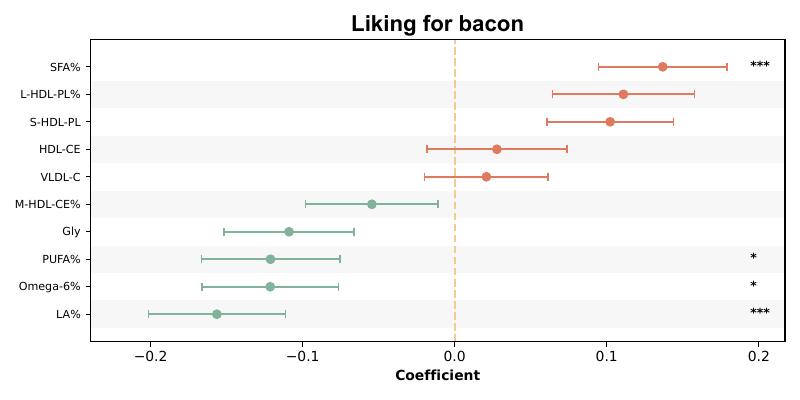 Liking for bacon
SFA% ***
L-HDL-PL%
S-HDL-PL
HDL-CE
VLDL-C
M-HDL-CE%
Gly
PUFA% *
Omega-6% *
LA% ***
−0.2 −0.1 0.0 0.1 0.2
Coefficient